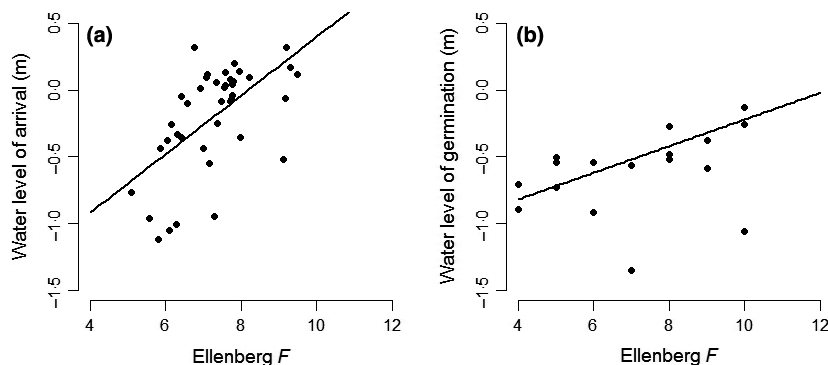 (a)
Water level of arrival (m)
0·5
0·0
−0·5
−1·0
−1·5
4 6 8 10 12
Ellenberg F
(b)
Water level of germination (m)
0·5
0·0
−0·5
−1·0
−1·5
4 6 8 10 12
Ellenberg F